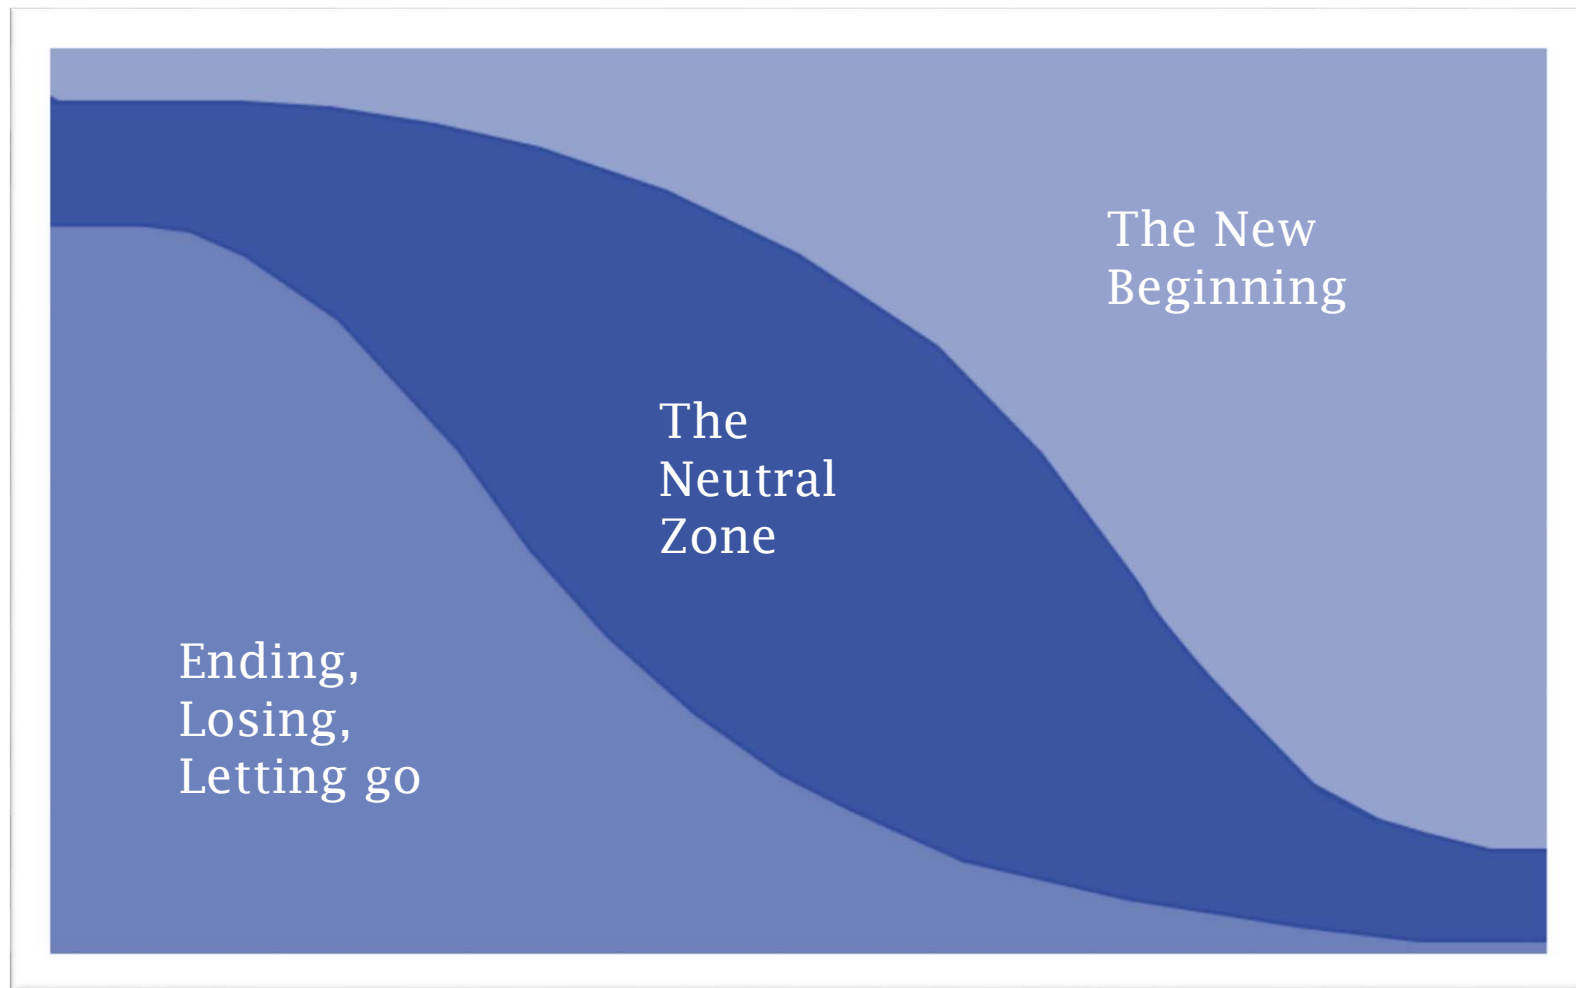 The New
Beginning
The
Neutral
Zone
Ending,
Losing,
Letting go